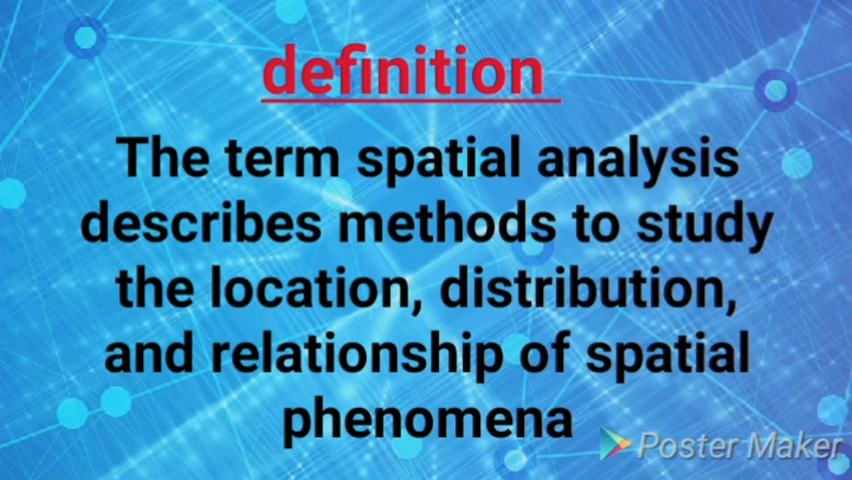 definition
The term spatial analysis
describes methods to study
the location, distribution,
and relationship of spatial
phenomena
Poster Maker